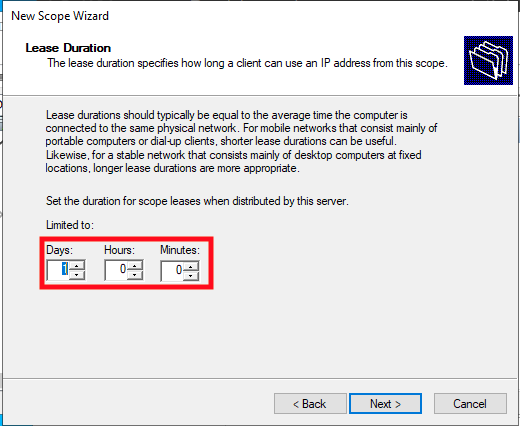 New Scope Wizard
Lease Duration
The lease duration specifies how long a client can use an IP address from this scope.
Lease durations should typically be equal to the average time the computer is
connected to the same physical network. For mobile networks that consist mainly of
portable computers or dial-up clients, shorter lease durations can be useful.
Likewise, for a stable network that consists mainly of desktop computers at fixed
locations, longer lease durations are more appropriate.
Set the duration for scope leases when distributed by this server.
Limited to:
Days: Hours: Minutes:
1 0 0
< Back Next > Cancel